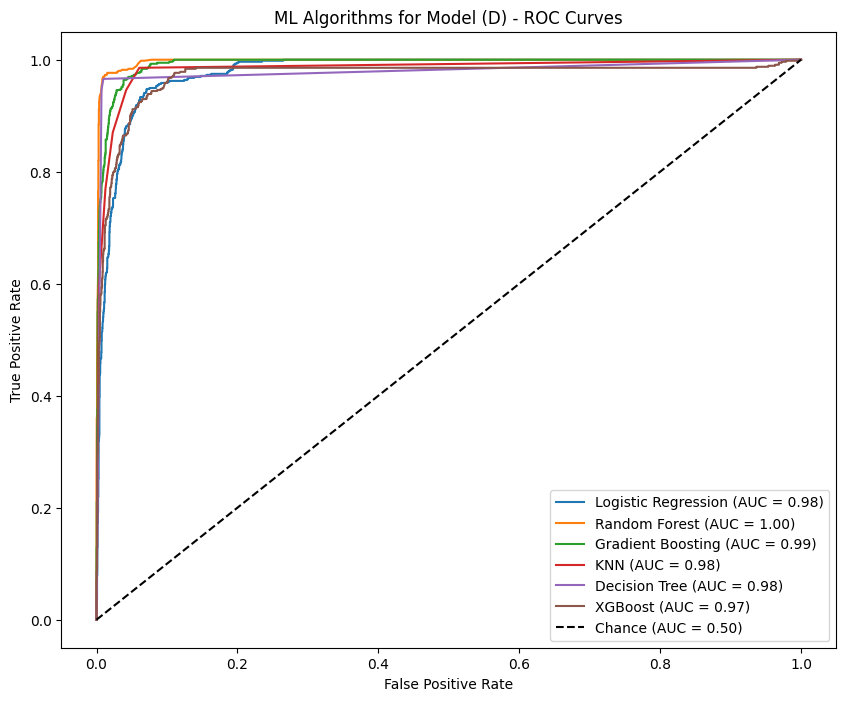 ML Algorithms for Model (D) - ROC Curves
1.0
0.8
0.6
0.4
0.2
0.0
True Positive Rate
Logistic Regression (AUC = 0.98)
Random Forest (AUC = 1.00)
Gradient Boosting (AUC = 0.99)
KNN (AUC = 0.98)
Decision Tree (AUC = 0.98)
XGBoost (AUC = 0.97)
Chance (AUC = 0.50)
0.0 0.2 0.4 0.6 0.8 1.0
False Positive Rate